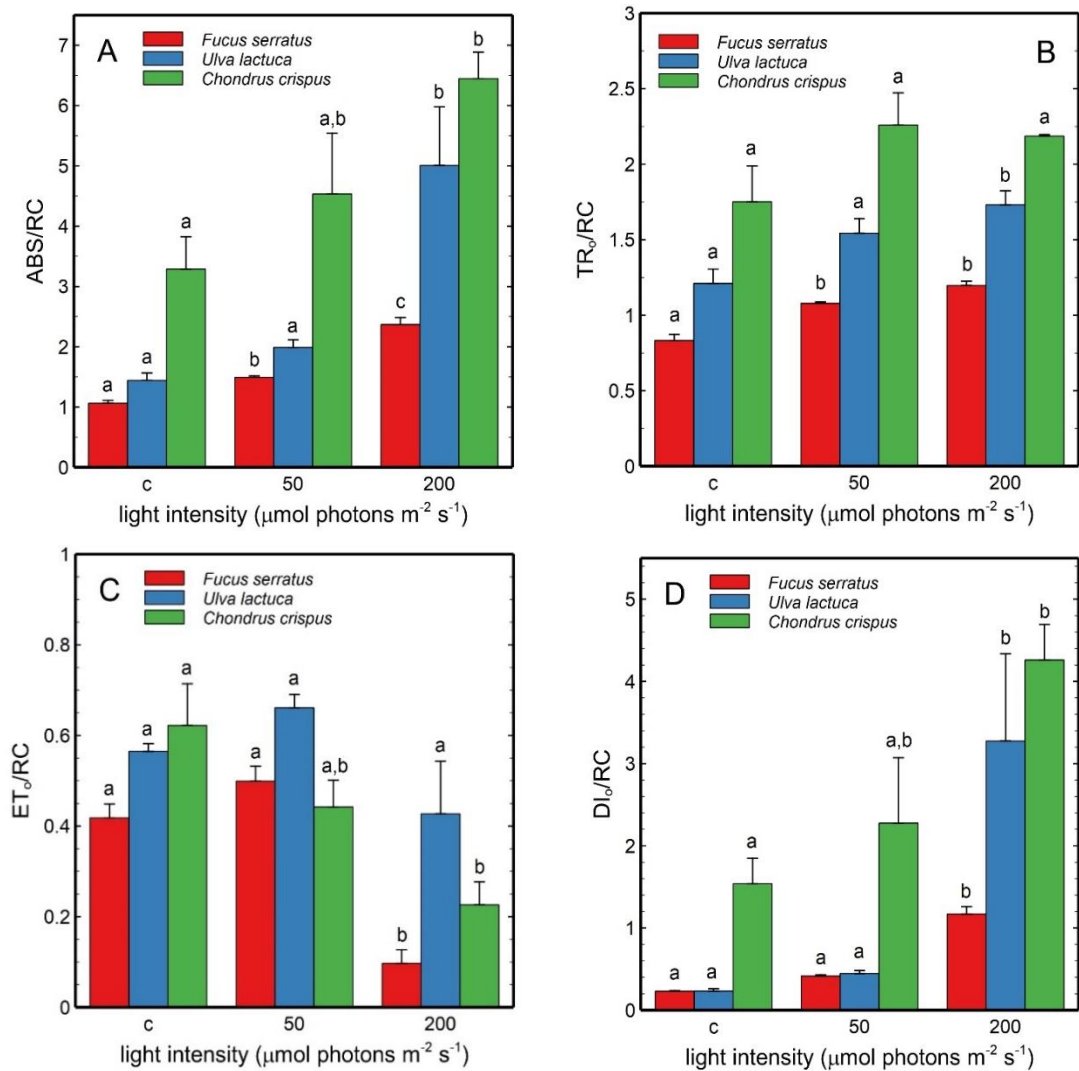 A
Fucus serratus
Ulva lactuca
Chondrus crispus
7
6
5
4
3
2
1
0
ABS/RC
a
a
a
b
a
a,b
c
b
b
c
50
200
light intensity (μmol photons m⁻² s⁻¹)
B
Fucus serratus
Ulva lactuca
Chondrus crispus
3
2.5
2
1.5
1
0.5
0
TRₒ/RC
a
a
a
b
a
a
b
b
a
c
50
200
light intensity (μmol photons m⁻² s⁻¹)
C
Fucus serratus
Ulva lactuca
Chondrus crispus
1
0.8
0.6
0.4
0.2
0
ETₒ/RC
a
a
a
a
a
a,b
b
a
b
c
50
200
light intensity (μmol photons m⁻² s⁻¹)
D
Fucus serratus
Ulva lactuca
Chondrus crispus
5
4
3
2
1
0
DIₒ/RC
a
a
a
a
a
a,b
b
b
b
c
50
200
light intensity (μmol photons m⁻² s⁻¹)